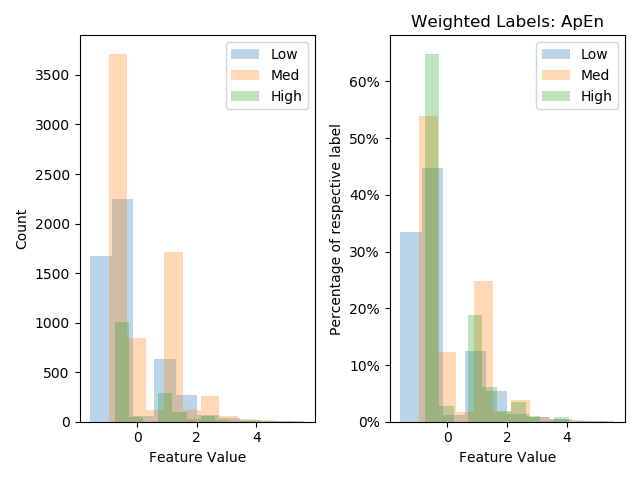 Weighted Labels: ApEn
Low
Med
High
3500
3000
2500
2000
1500
1000
500
0
Count
0
2
4
Feature Value
Low
Med
High
60%
50%
40%
30%
20%
10%
0%
Percentage of respective label
0
2
4
Feature Value